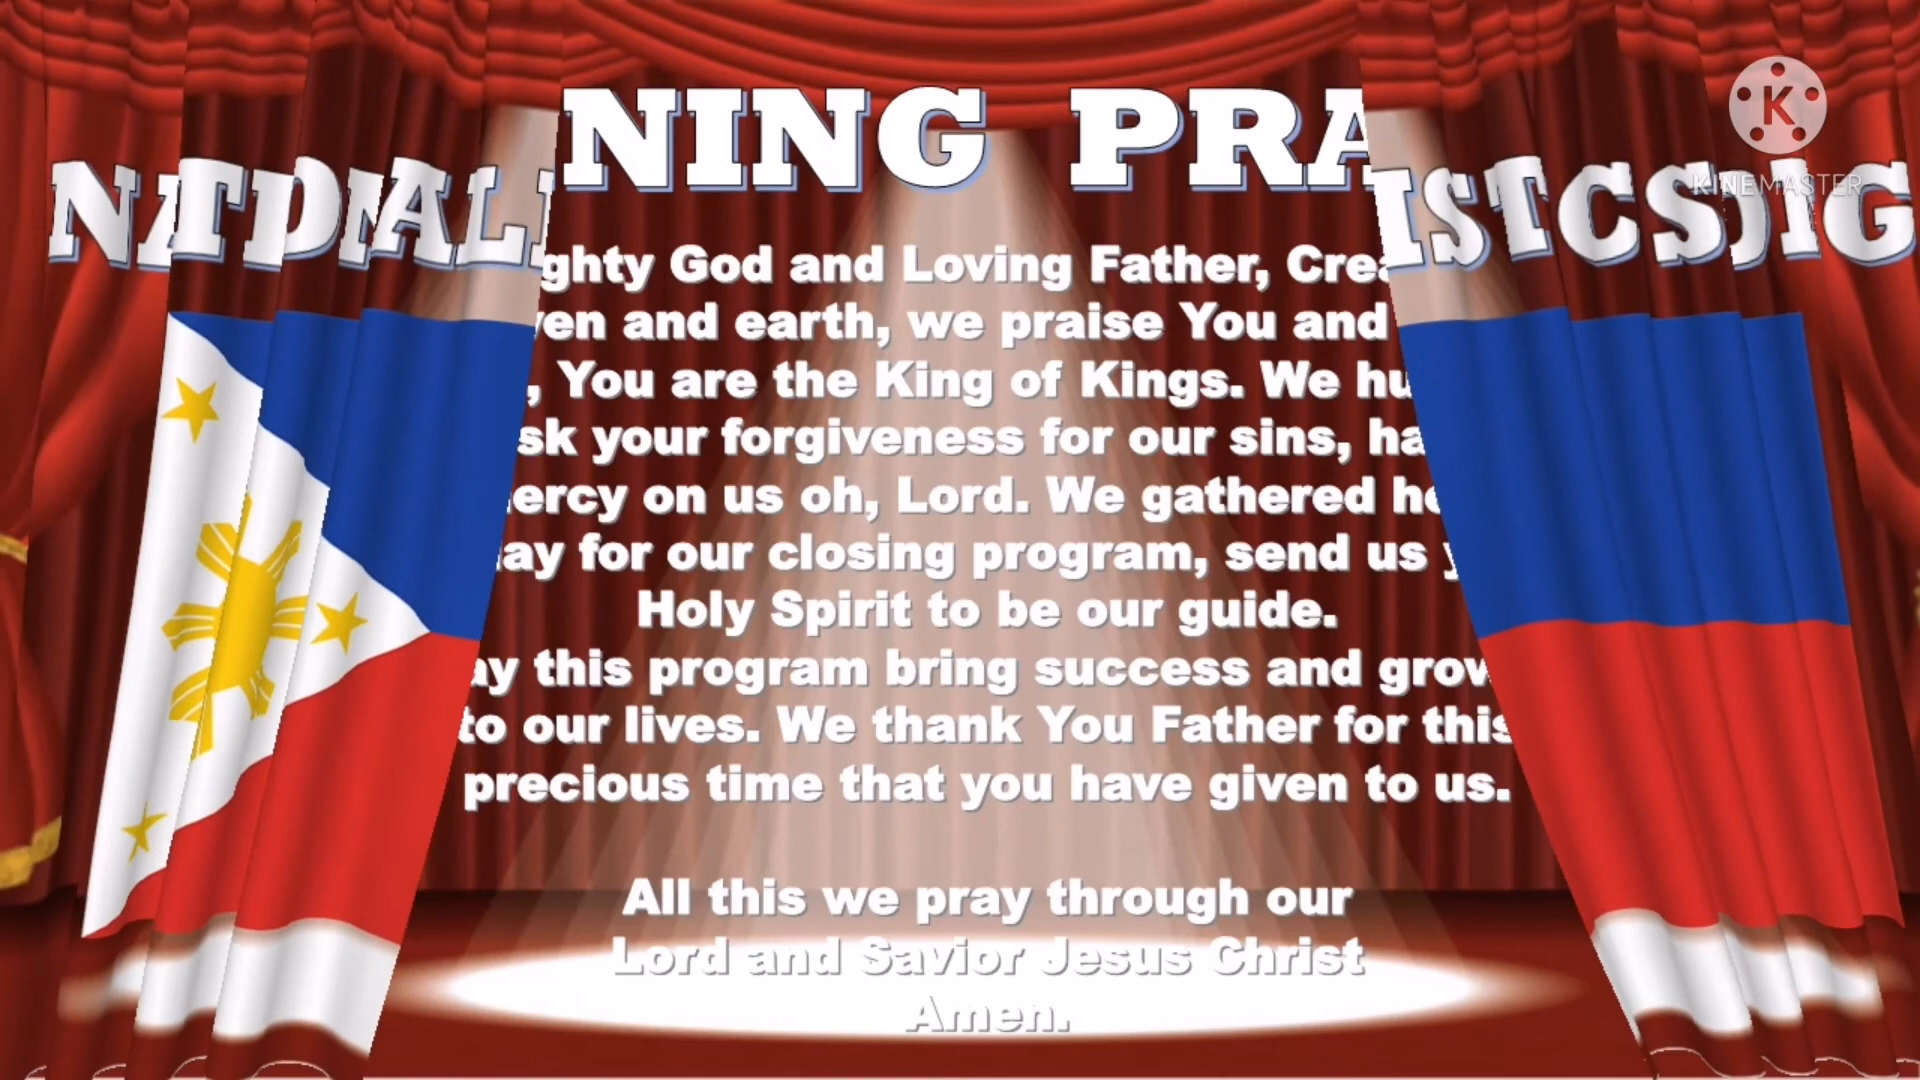 NING PRA
KINEMASTER
ghty God and Loving Father, Crea
ven and earth, we praise You and
, You are the King of Kings. We hu
sk your forgiveness for our sins, ha
ercy on us oh, Lord. We gathered he
ay for our closing program, send us y
Holy Spirit to be our guide.
ay this program bring success and grow
to our lives. We thank You Father for this
precious time that you have given to us.
All this we pray through our
Lord and Savior Jesus Christ
Amen.